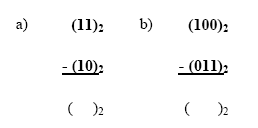 a) (11)₂ b) (100)₂
- (10)₂ - (011)₂
( )₂ ( )₂